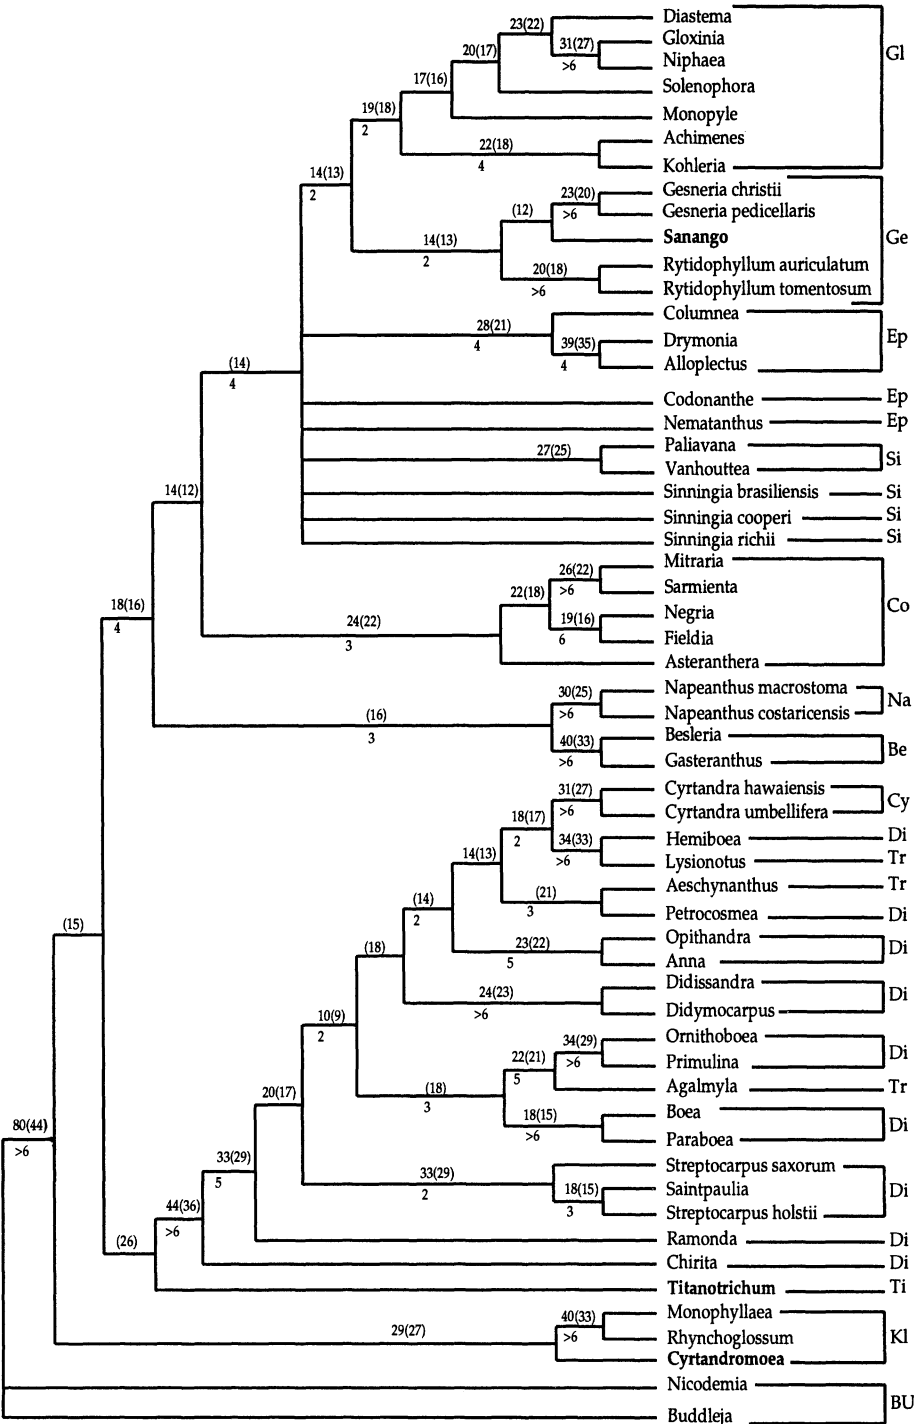 Diastema
23(22)
Gloxinia
31(27)
Gl
20(17)
Niphaea
>6
17(16)
Solenophora
19(18)
Monopyle
2
Achimenes
22(18)
4
Kohleria
14(13)
2
Gesneria christii
23(20)
(12)
>6
Gesneria pedicellaris
14(13)
Sanango
Ge
2
20(18)
Rytidophyllum auriculatum
>6
Rytidophyllum tomentosum
Columnea
28(21)
Ep
4
39(35)
Drymonia
(14)
4
Alloplectus
4
Codonanthe Ep
Nematanthus Ep
27(25)
Paliavana
Si
Vanhouttea
14(12)
Sinningia brasiliensis Si
Sinningia cooperi Si
Sinningia richii Si
Mitraria
26(22)
>6
Sarmienta
22(18)
18(16)
Negria
Co
4
24(22)
19(16)
3
6
Fieldia
Asteranthera
30(25)
Napeanthus macrostoma
Na
(16)
>6
Napeanthus costaricensis
3
40(33)
Besleria
Be
>6
Gasteranthus
31(27)
Cyrtandra hawaiensis
Cy
>6
Cyrtandra umbellifera
18(17)
2
34(33)
Hemiboea Di
14(13)
>6
Lysionotus Tr
(21)
Aeschynanthus Tr
(14)
3
Petrocosmea Di
2
(15)
23(22)
Opithandra
Di
(18)
5
Anna
24(23)
Didissandra
Di
>6
Didymocarpus
10(9)
2
34(29)
Ornithoboea
Di
22(21)
>6
Primulina
5
(18)
Agalmyla Tr
3
20(17)
18(15)
Boea
Di
80(44)
>6
Paraboea
>6
33(29)
33(29)
Streptocarpus saxorum
5
2
18(15)
Saintpaulia
Di
44(36)
3
Streptocarpus holstii
>6
(26)
Ramonda Di
Chirita Di
Titanotrichum Ti
40(33)
Monophyllaea
29(27)
>6
Rhynchoglossum
Kl
Cyrtandromoea
Nicodemia
BU
Buddleja